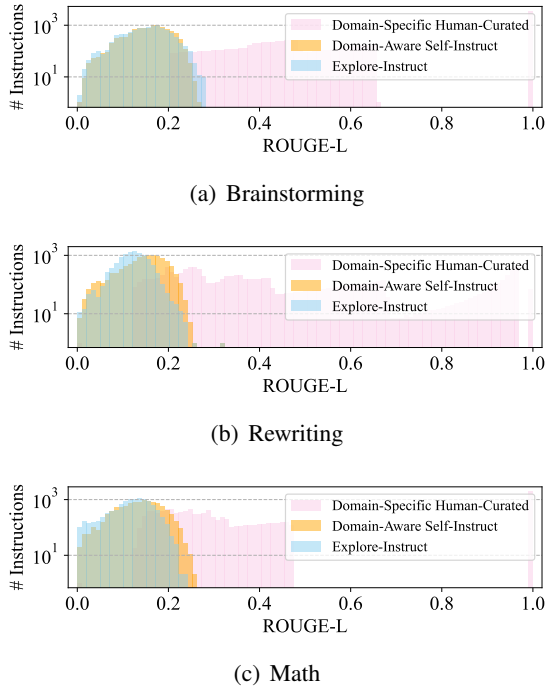 # Instructions
10³
10¹
Domain-Specific Human-Curated
Domain-Aware Self-Instruct
Explore-Instruct
0.0 0.2 0.4 0.6 0.8 1.0
ROUGE-L
(a) Brainstorming
# Instructions
10³
10¹
Domain-Specific Human-Curated
Domain-Aware Self-Instruct
Explore-Instruct
0.0 0.2 0.4 0.6 0.8 1.0
ROUGE-L
(b) Rewriting
# Instructions
10³
10¹
Domain-Specific Human-Curated
Domain-Aware Self-Instruct
Explore-Instruct
0.0 0.2 0.4 0.6 0.8 1.0
ROUGE-L
(c) Math